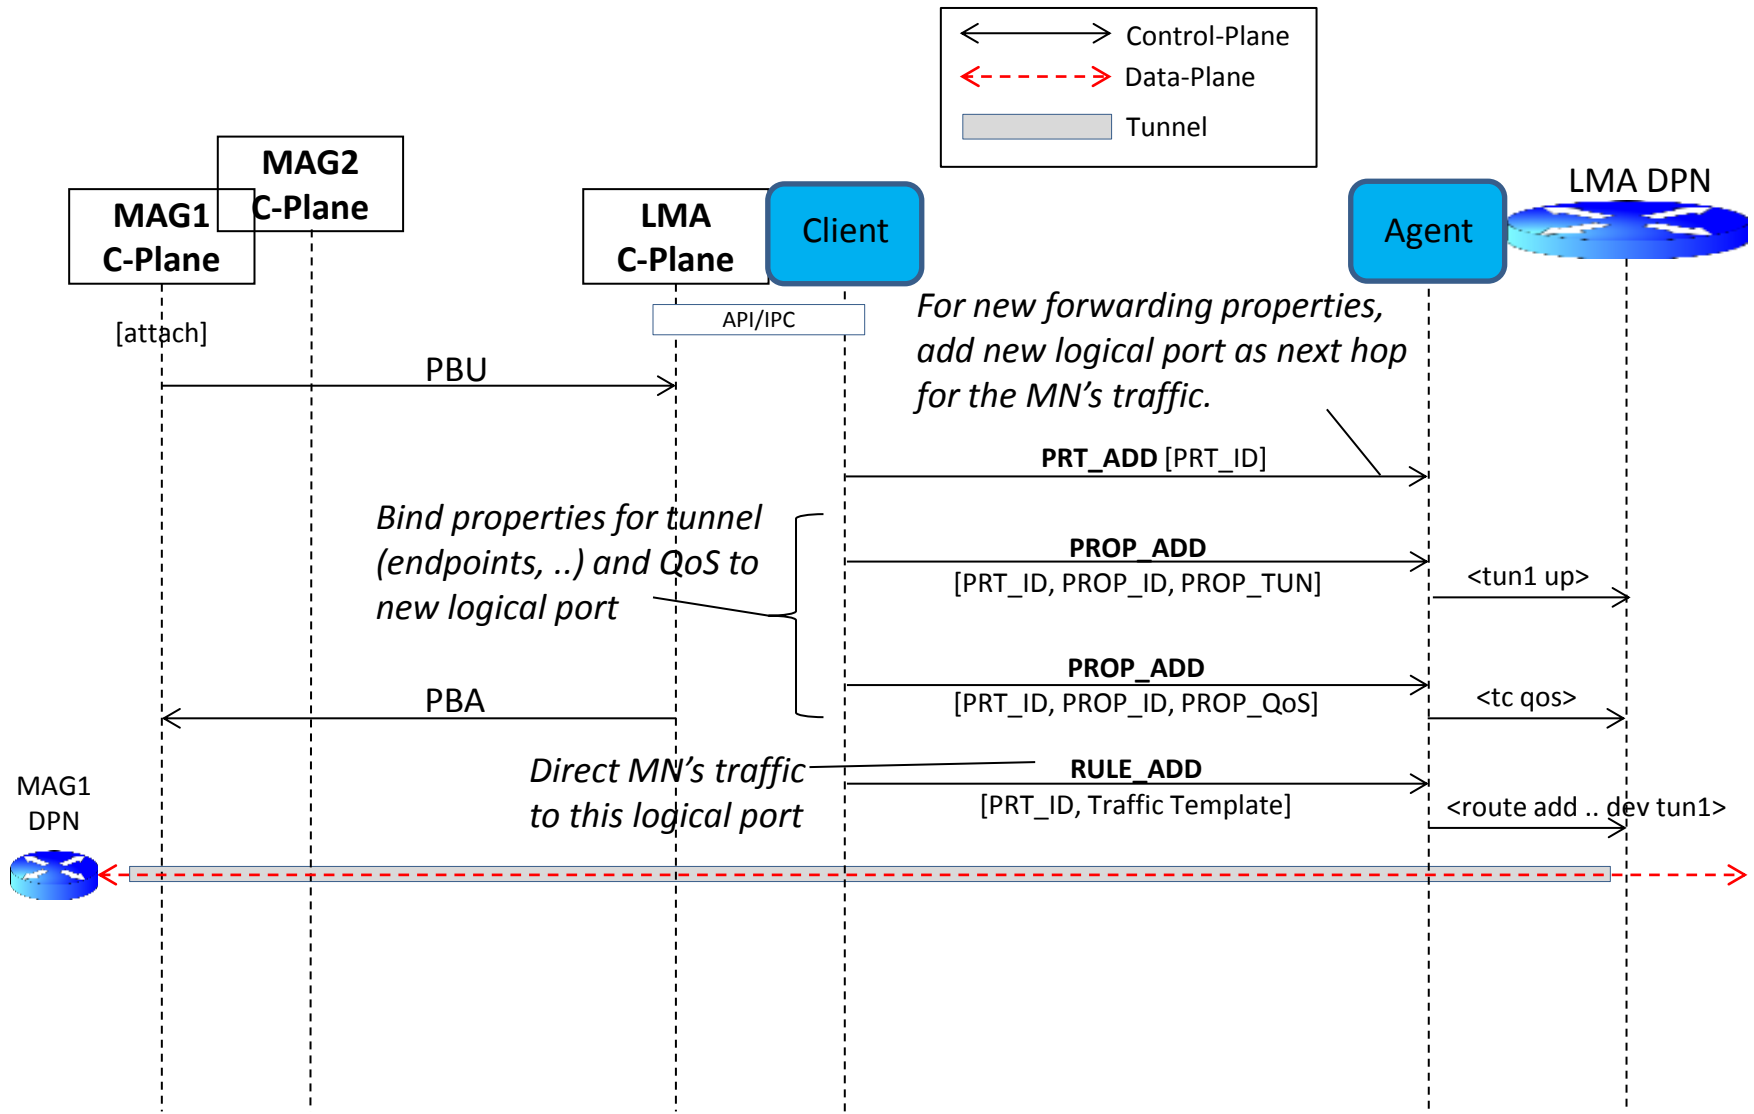 Control-Plane
Data-Plane
Tunnel
MAG2
C-Plane
MAG1
C-Plane
LMA
C-Plane
Client
Agent
LMA DPN
[attach]
API/IPC
For new forwarding properties,
add new logical port as next hop
for the MN’s traffic.
PBU
PRT_ADD [PRT_ID]
Bind properties for tunnel
(endpoints, ..) and QoS to
new logical port
PROP_ADD
[PRT_ID, PROP_ID, PROP_TUN]
<tun1 up>
PROP_ADD
[PRT_ID, PROP_ID, PROP_QoS]
<tc qos>
PBA
Direct MN’s traffic
to this logical port
RULE_ADD
[PRT_ID, Traffic Template]
<route add .. dev tun1>
MAG1
DPN